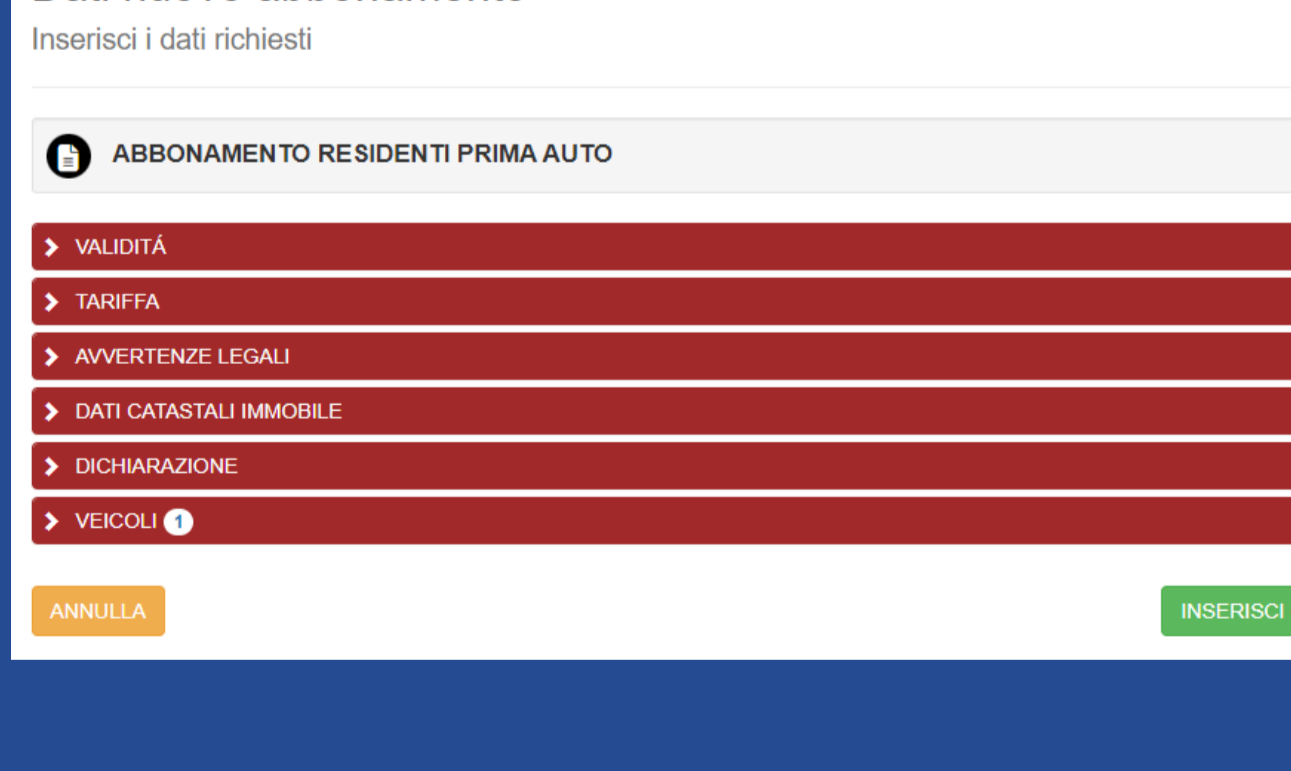 Inserisci i dati richiesti
ABBONAMENTO RESIDENTI PRIMA AUTO
VALIDITÁ
TARIFFA
AVVERTENZE LEGALI
DATI CATASTALI IMMOBILE
DICHIARAZIONE
VEICOLI 1
ANNULLA
INSERISCI